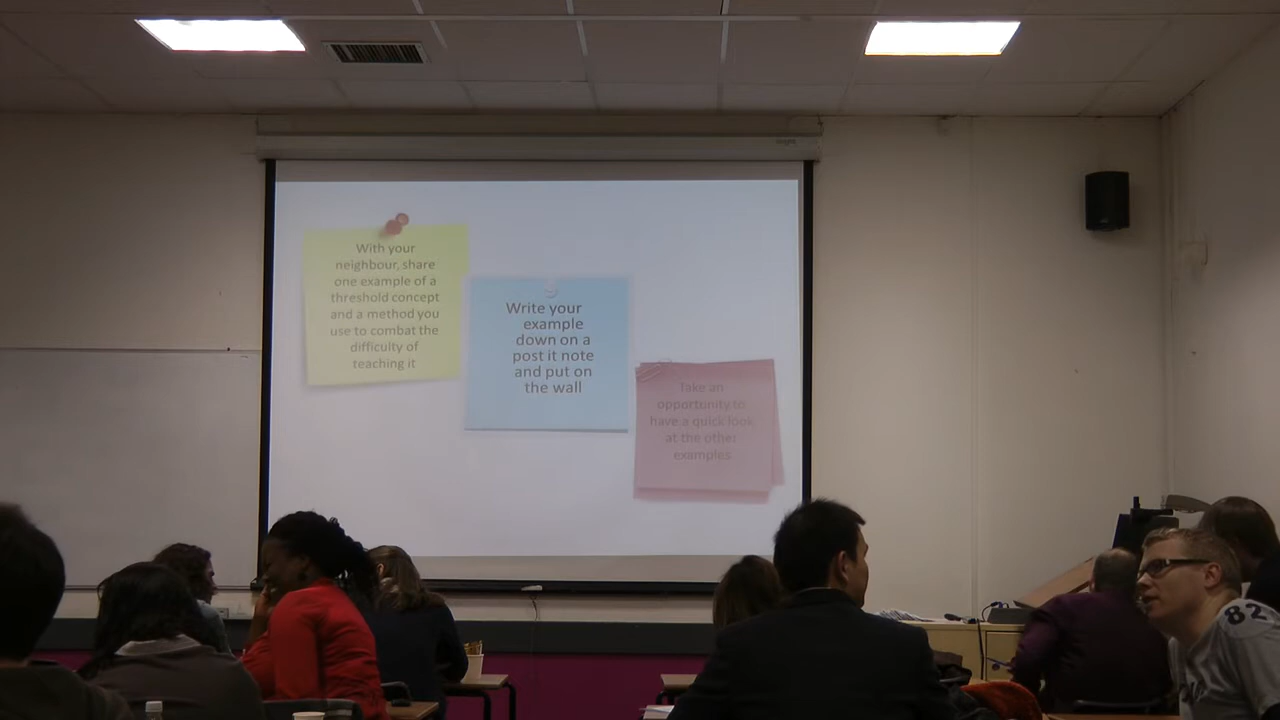 With your
neighbour, share
one example of a
threshold concept
and a method you
use to combat the
difficulty of
teaching it
Write your
example
down on a
post it note
and put on
the wall
Take an
opportunity to
have a quick look
at the other
examples
82